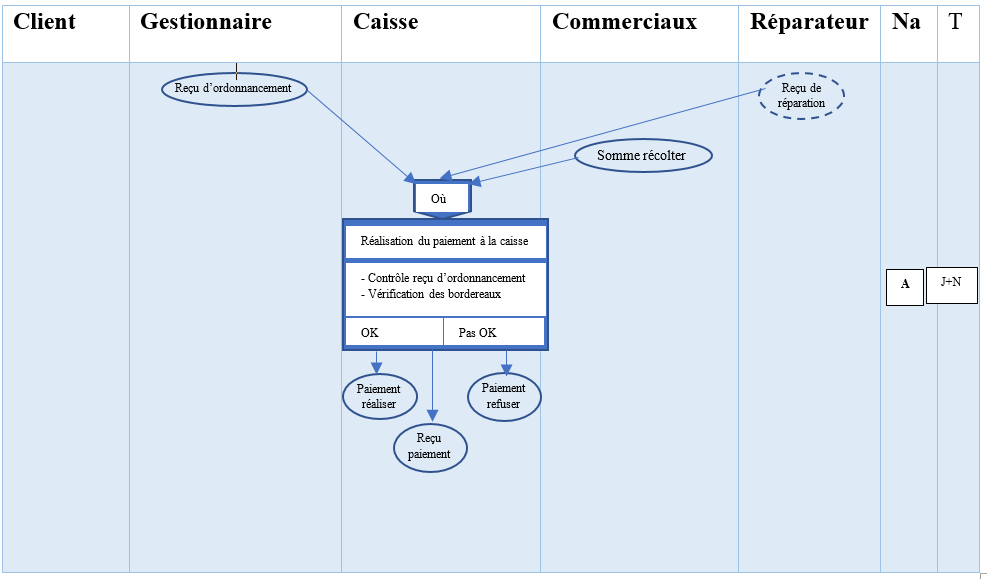 Client Gestionnaire Caisse Commerciaux Réparateur Na T
Reçu d'ordonnancement
Reçu de
réparation
Somme récolter
Où
Réalisation du paiement à la caisse
- Contrôle reçu d'ordonnancement
- Vérification des bordereaux
OK Pas OK
A
J+N
Paiement
réaliser
Paiement
refuser
Reçu
paiement